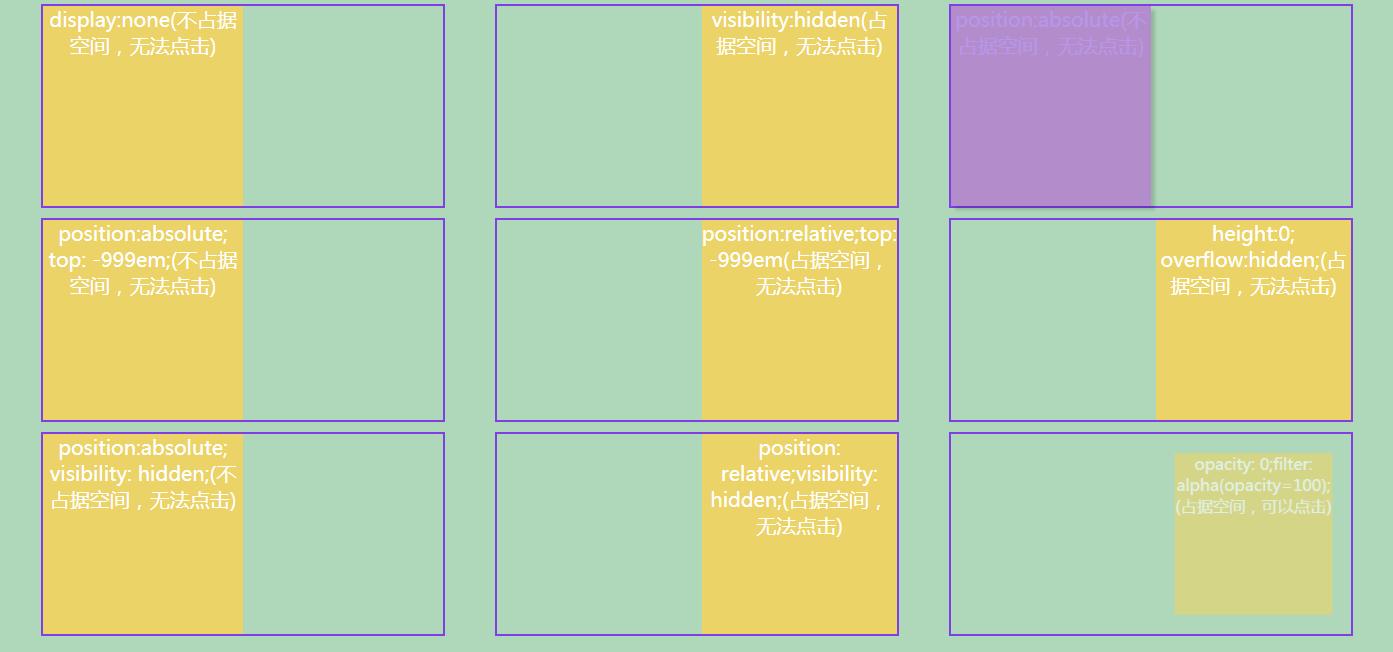 display:none(不占据
空间，无法点击)
visibility:hidden(占
据空间，无法点击)
position:absolute(不
占据空间，无法点击)
position:absolute;
top: -999em;(不占据
空间，无法点击)
position:relative;top:
-999em(占据空间，
无法点击)
height:0;
overflow:hidden;(占
据空间，无法点击)
position:absolute;
visibility: hidden;(不
占据空间，无法点击)
position:
relative;visibility:
hidden;(占据空间，
无法点击)
opacity: 0;filter:
alpha(opacity=100);
(占据空间，可以点击)